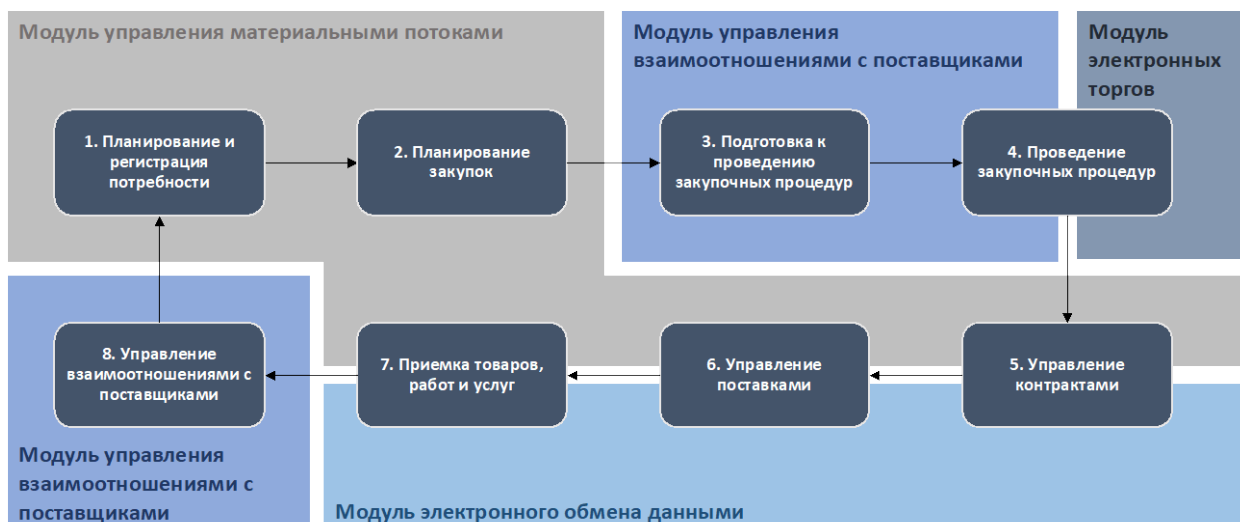 Модуль управления материальными потоками
Модуль управления
взаимоотношениями с поставщиками
Модуль
электронных
торгов
1. Планирование и
регистрация
потребности
2. Планирование
закупок
3. Подготовка к
проведению
закупочных процедур
4. Проведение
закупочных процедур
8. Управление
взаимоотношениями с
поставщиками
7. Приемка товаров,
работ и услуг
6. Управление
поставками
5. Управление
контрактами
Модуль управления
взаимоотношениями с
поставщиками
Модуль электронного обмена данными